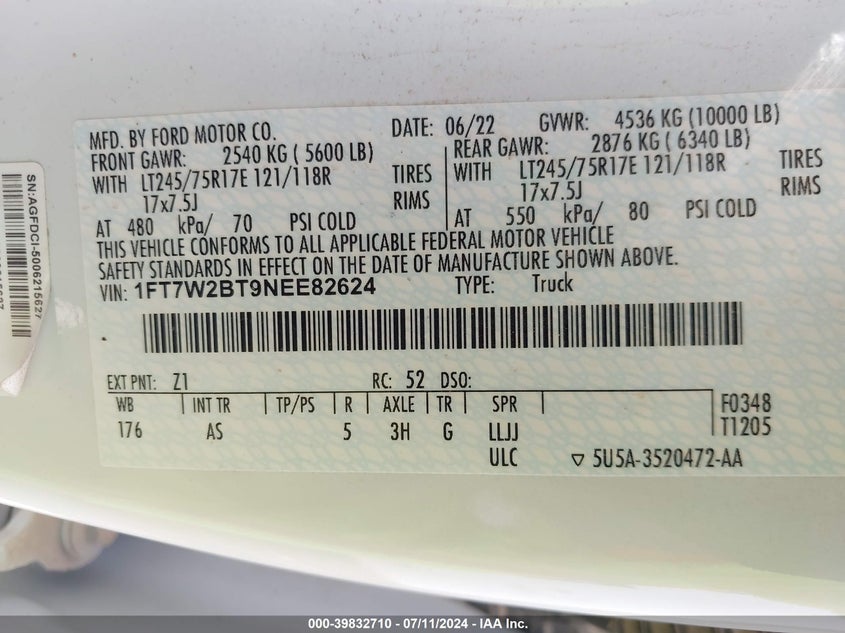 MFD. BY FORD MOTOR CO. DATE: 06/22 GVWR: 4536 KG (10000 LB)
FRONT GAWR: 2540 KG ( 5600 LB) REAR GAWR: 2876 KG ( 6340 LB)
WITH LT245/75R17E 121/118R TIRES WITH LT245/75R17E 121/118R TIRES
17x7.5J RIMS 17x7.5J RIMS
AT 480 kPa/ 70 PSI COLD AT 550 kPa/ 80 PSI COLD
THIS VEHICLE CONFORMS TO ALL APPLICABLE FEDERAL MOTOR VEHICLE
SAFETY STANDARDS IN EFFECT ON THE DATE OF MANUFACTURE SHOWN ABOVE.
VIN: 1FT7W2BT9NEE82624 TYPE: Truck
EXT PNT: Z1 RC: 52 DSO:
WB INT TR TP/PS R AXLE TR SPR F0348
176 AS 5 3H G LLJJ T1205
ULC ▽ 5U5A-3520472-AA
SN:AGFDCI-5006215627
000-39832710 / 07/11/2024 - IAA Inc.